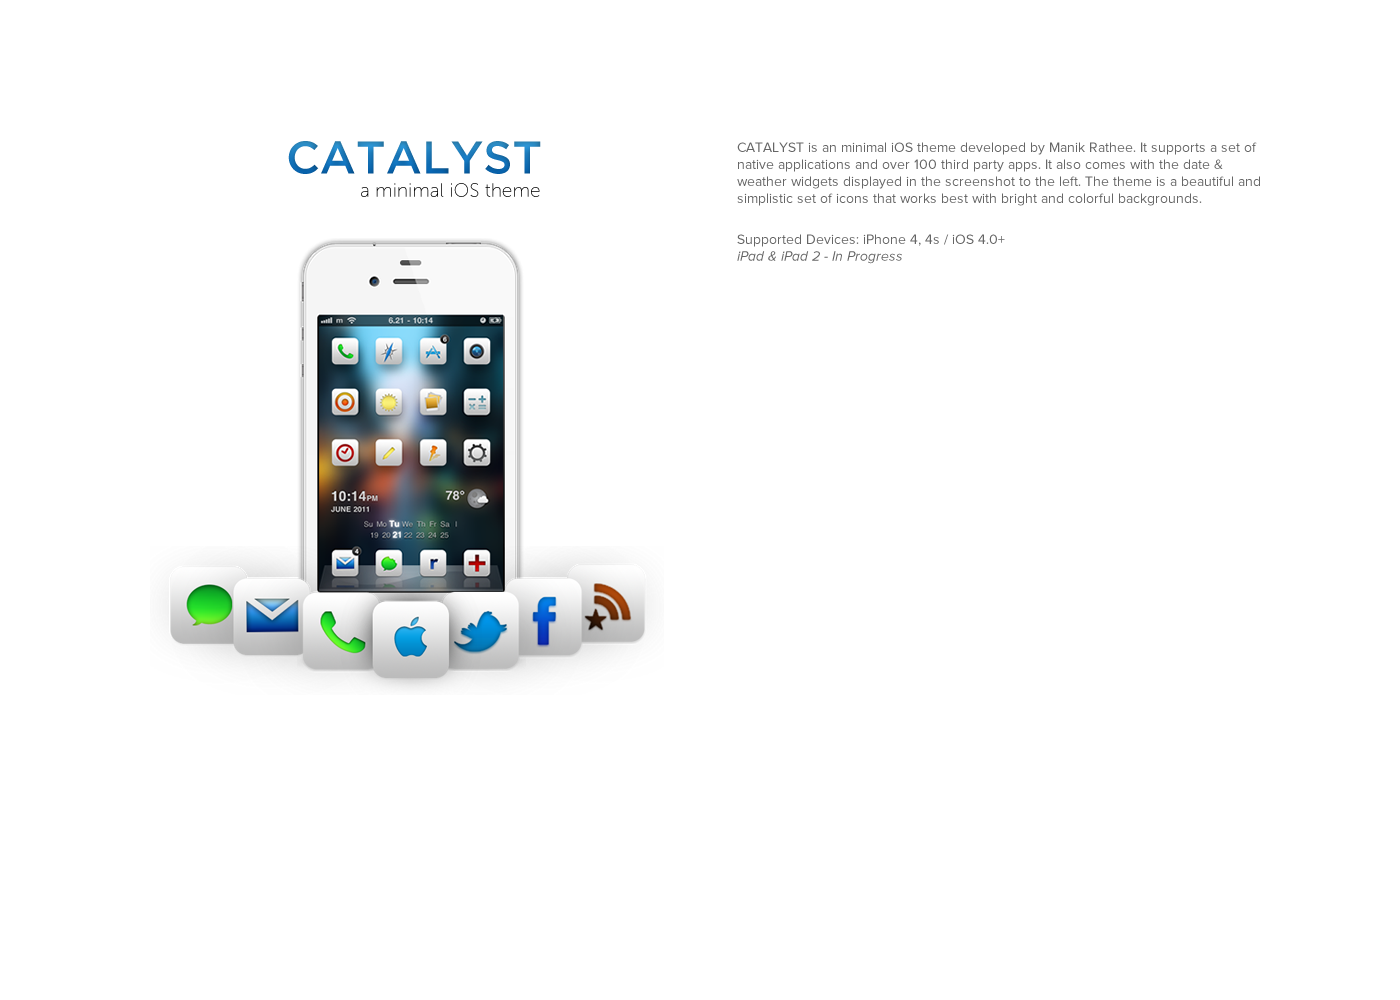 CATALYST
a minimal iOS theme
CATALYST is an minimal iOS theme developed by Manik Rathee. It supports a set of
native applications and over 100 third party apps. It also comes with the date &
weather widgets displayed in the screenshot to the left. The theme is a beautiful and
simplistic set of icons that works best with bright and colorful backgrounds.
Supported Devices: iPhone 4, 4s / iOS 4.0+
iPad & iPad 2 - In Progress
m 6.21 - 10:14
6
10:14PM 78°
JUNE 2011
Su Mo Tu We Th Fr Sa
19 20 21 22 23 24 25
4
r
f